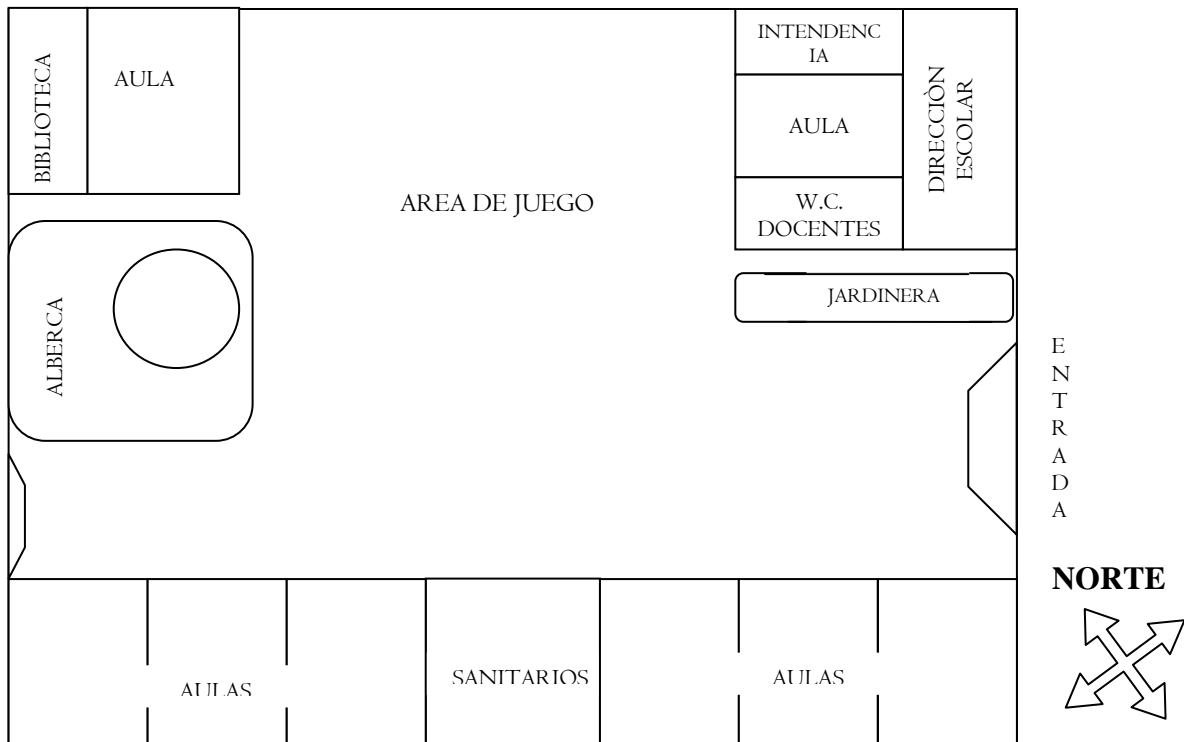 BIBLIOTECA
AULA
AREA DE JUEGO
INTENDENC
IA
AULA
W.C.
DOCENTES
DIRECCIÒN
ESCOLAR
JARDINERA
ALBERCA
E
N
T
R
A
D
A
NORTE
AULAS
SANITARIOS
AULAS